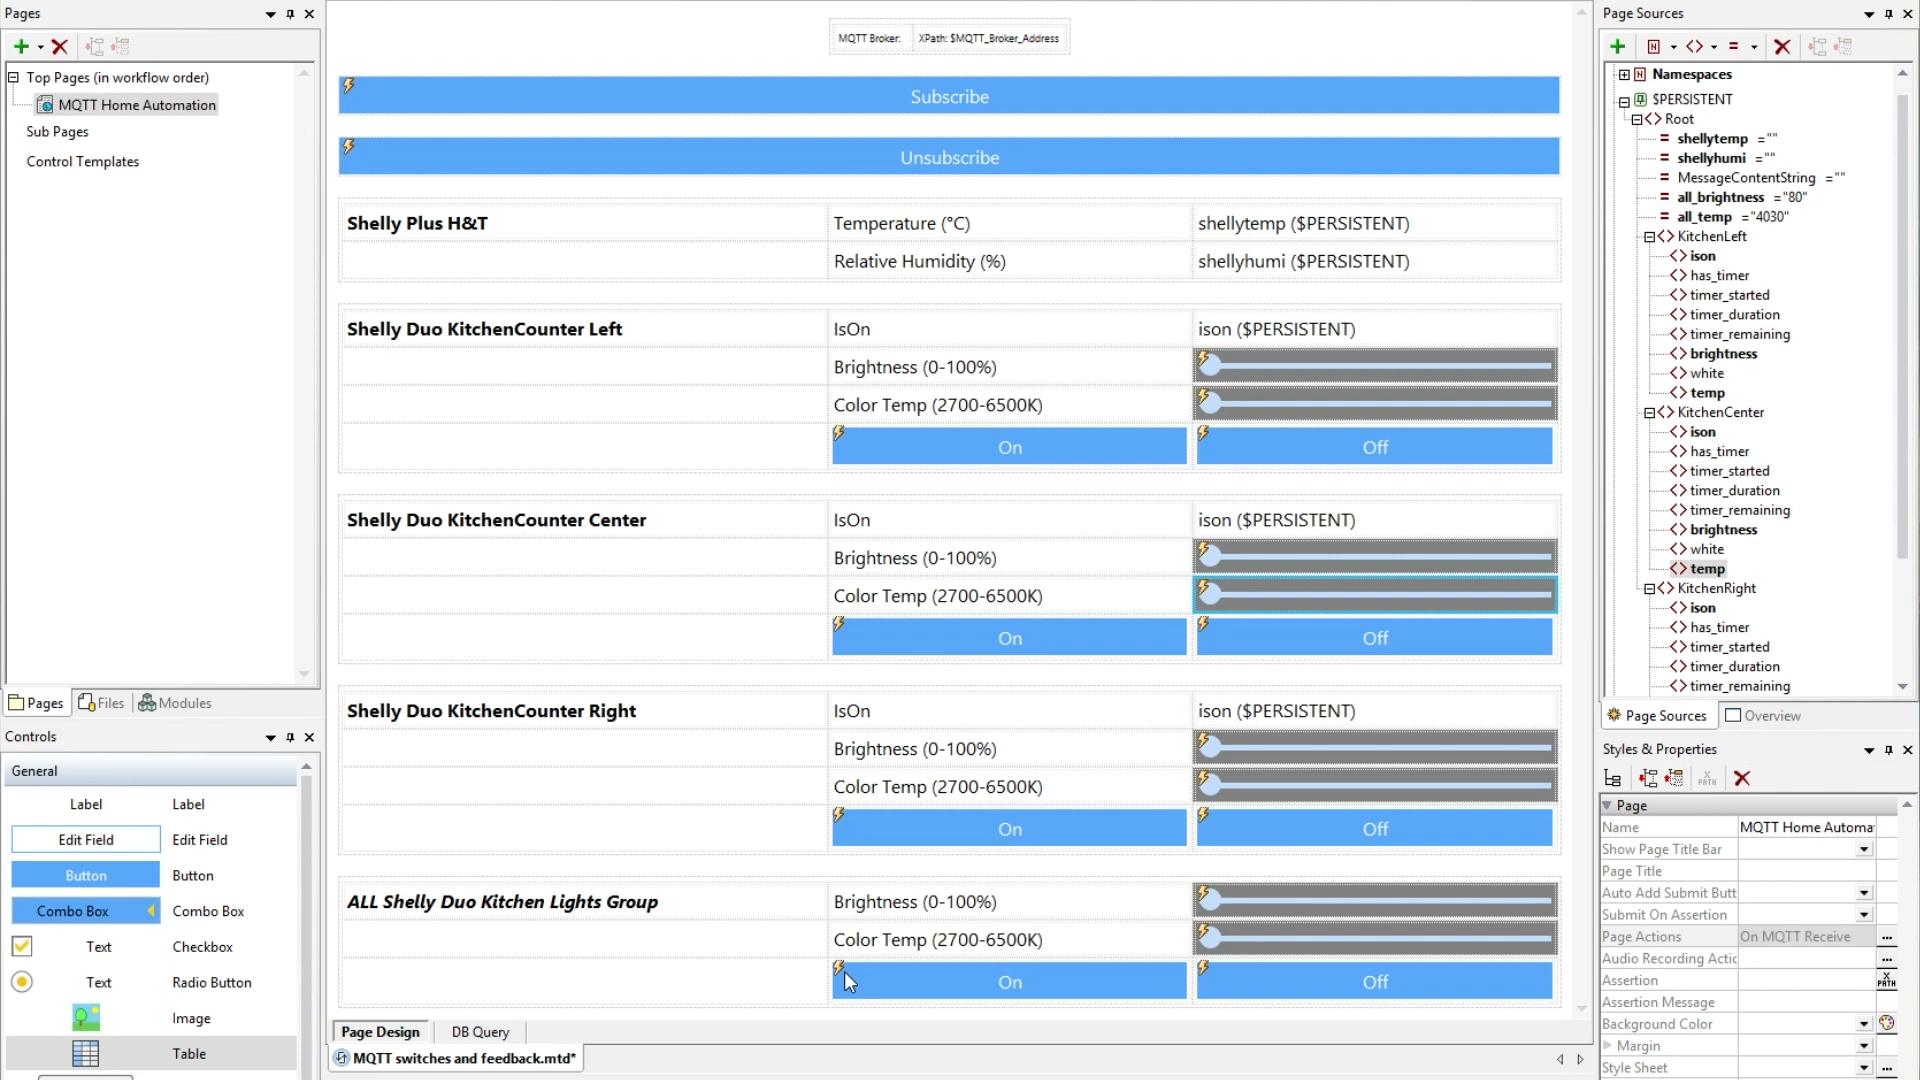 Pages
Top Pages (in workflow order)
MQTT Home Automation
Sub Pages
Control Templates
Pages
Files
Modules
Controls
General
Label Label
Edit Field Edit Field
Button Button
Combo Box Combo Box
Text Checkbox
Text Radio Button
Image
Table
MQTT Broker: XPath: $MQTT_Broker_Address
Subscribe
Unsubscribe
Shelly Plus H&T Temperature (°C) shellytemp ($PERSISTENT)
Relative Humidity (%) shellyhumi ($PERSISTENT)
Shelly Duo KitchenCounter Left IsOn ison ($PERSISTENT)
Brightness (0-100%)
Color Temp (2700-6500K)
On Off
Shelly Duo KitchenCounter Center IsOn ison ($PERSISTENT)
Brightness (0-100%)
Color Temp (2700-6500K)
On Off
Shelly Duo KitchenCounter Right IsOn ison ($PERSISTENT)
Brightness (0-100%)
Color Temp (2700-6500K)
On Off
ALL Shelly Duo Kitchen Lights Group Brightness (0-100%)
Color Temp (2700-6500K)
On Off
Page Design DB Query
MQTT switches and feedback.mtd*
Page Sources
Namespaces
$PERSISTENT
Root
shellytemp =""
shellyhumi =""
MessageContentString =""
all_brightness ="80"
all_temp ="4030"
KitchenLeft
ison
has_timer
timer_started
timer_duration
timer_remaining
brightness
white
temp
KitchenCenter
ison
has_timer
timer_started
timer_duration
timer_remaining
brightness
white
temp
KitchenRight
ison
has_timer
timer_started
timer_duration
timer_remaining
Page Sources Overview
Styles & Properties
XPATH
Page
Name MQTT Home Automa
Show Page Title Bar
Page Title
Auto Add Submit Butt
Submit On Assertion
Page Actions On MQTT Receive ...
Audio Recording Actic ...
Assertion XPATH
Assertion Message
Background Color
Margin
Style Sheet ...